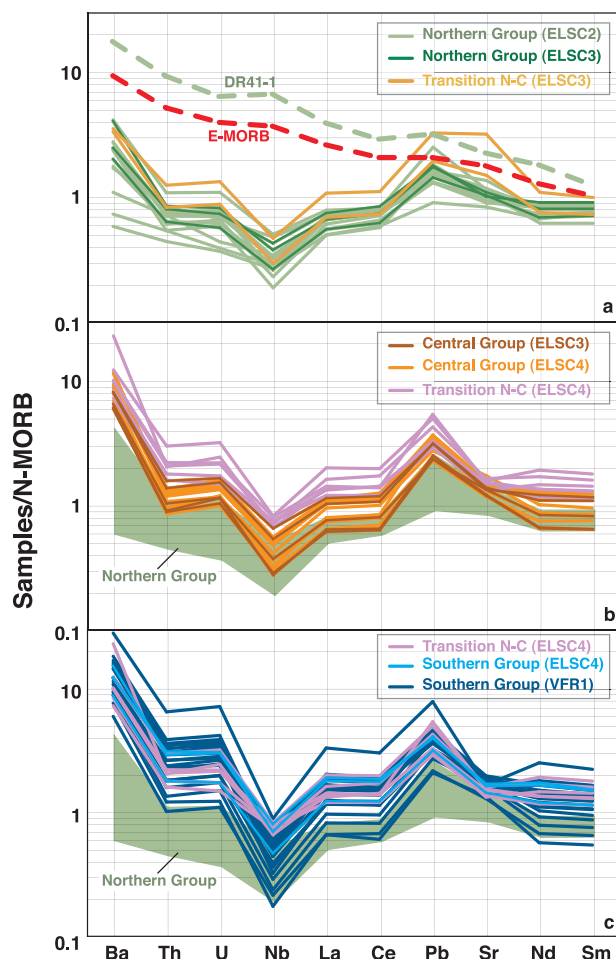 Northern Group (ELSC2)
Northern Group (ELSC3)
Transition N-C (ELSC3)
10
DR41-1
E-MORB
1
a
0.1
Central Group (ELSC3)
Central Group (ELSC4)
Transition N-C (ELSC4)
10
1
Northern Group
b
Samples/N-MORB
0.1
Transition N-C (ELSC4)
Southern Group (ELSC4)
Southern Group (VFR1)
10
1
Northern Group
c
0.1
Ba Th U Nb La Ce Pb Sr Nd Sm